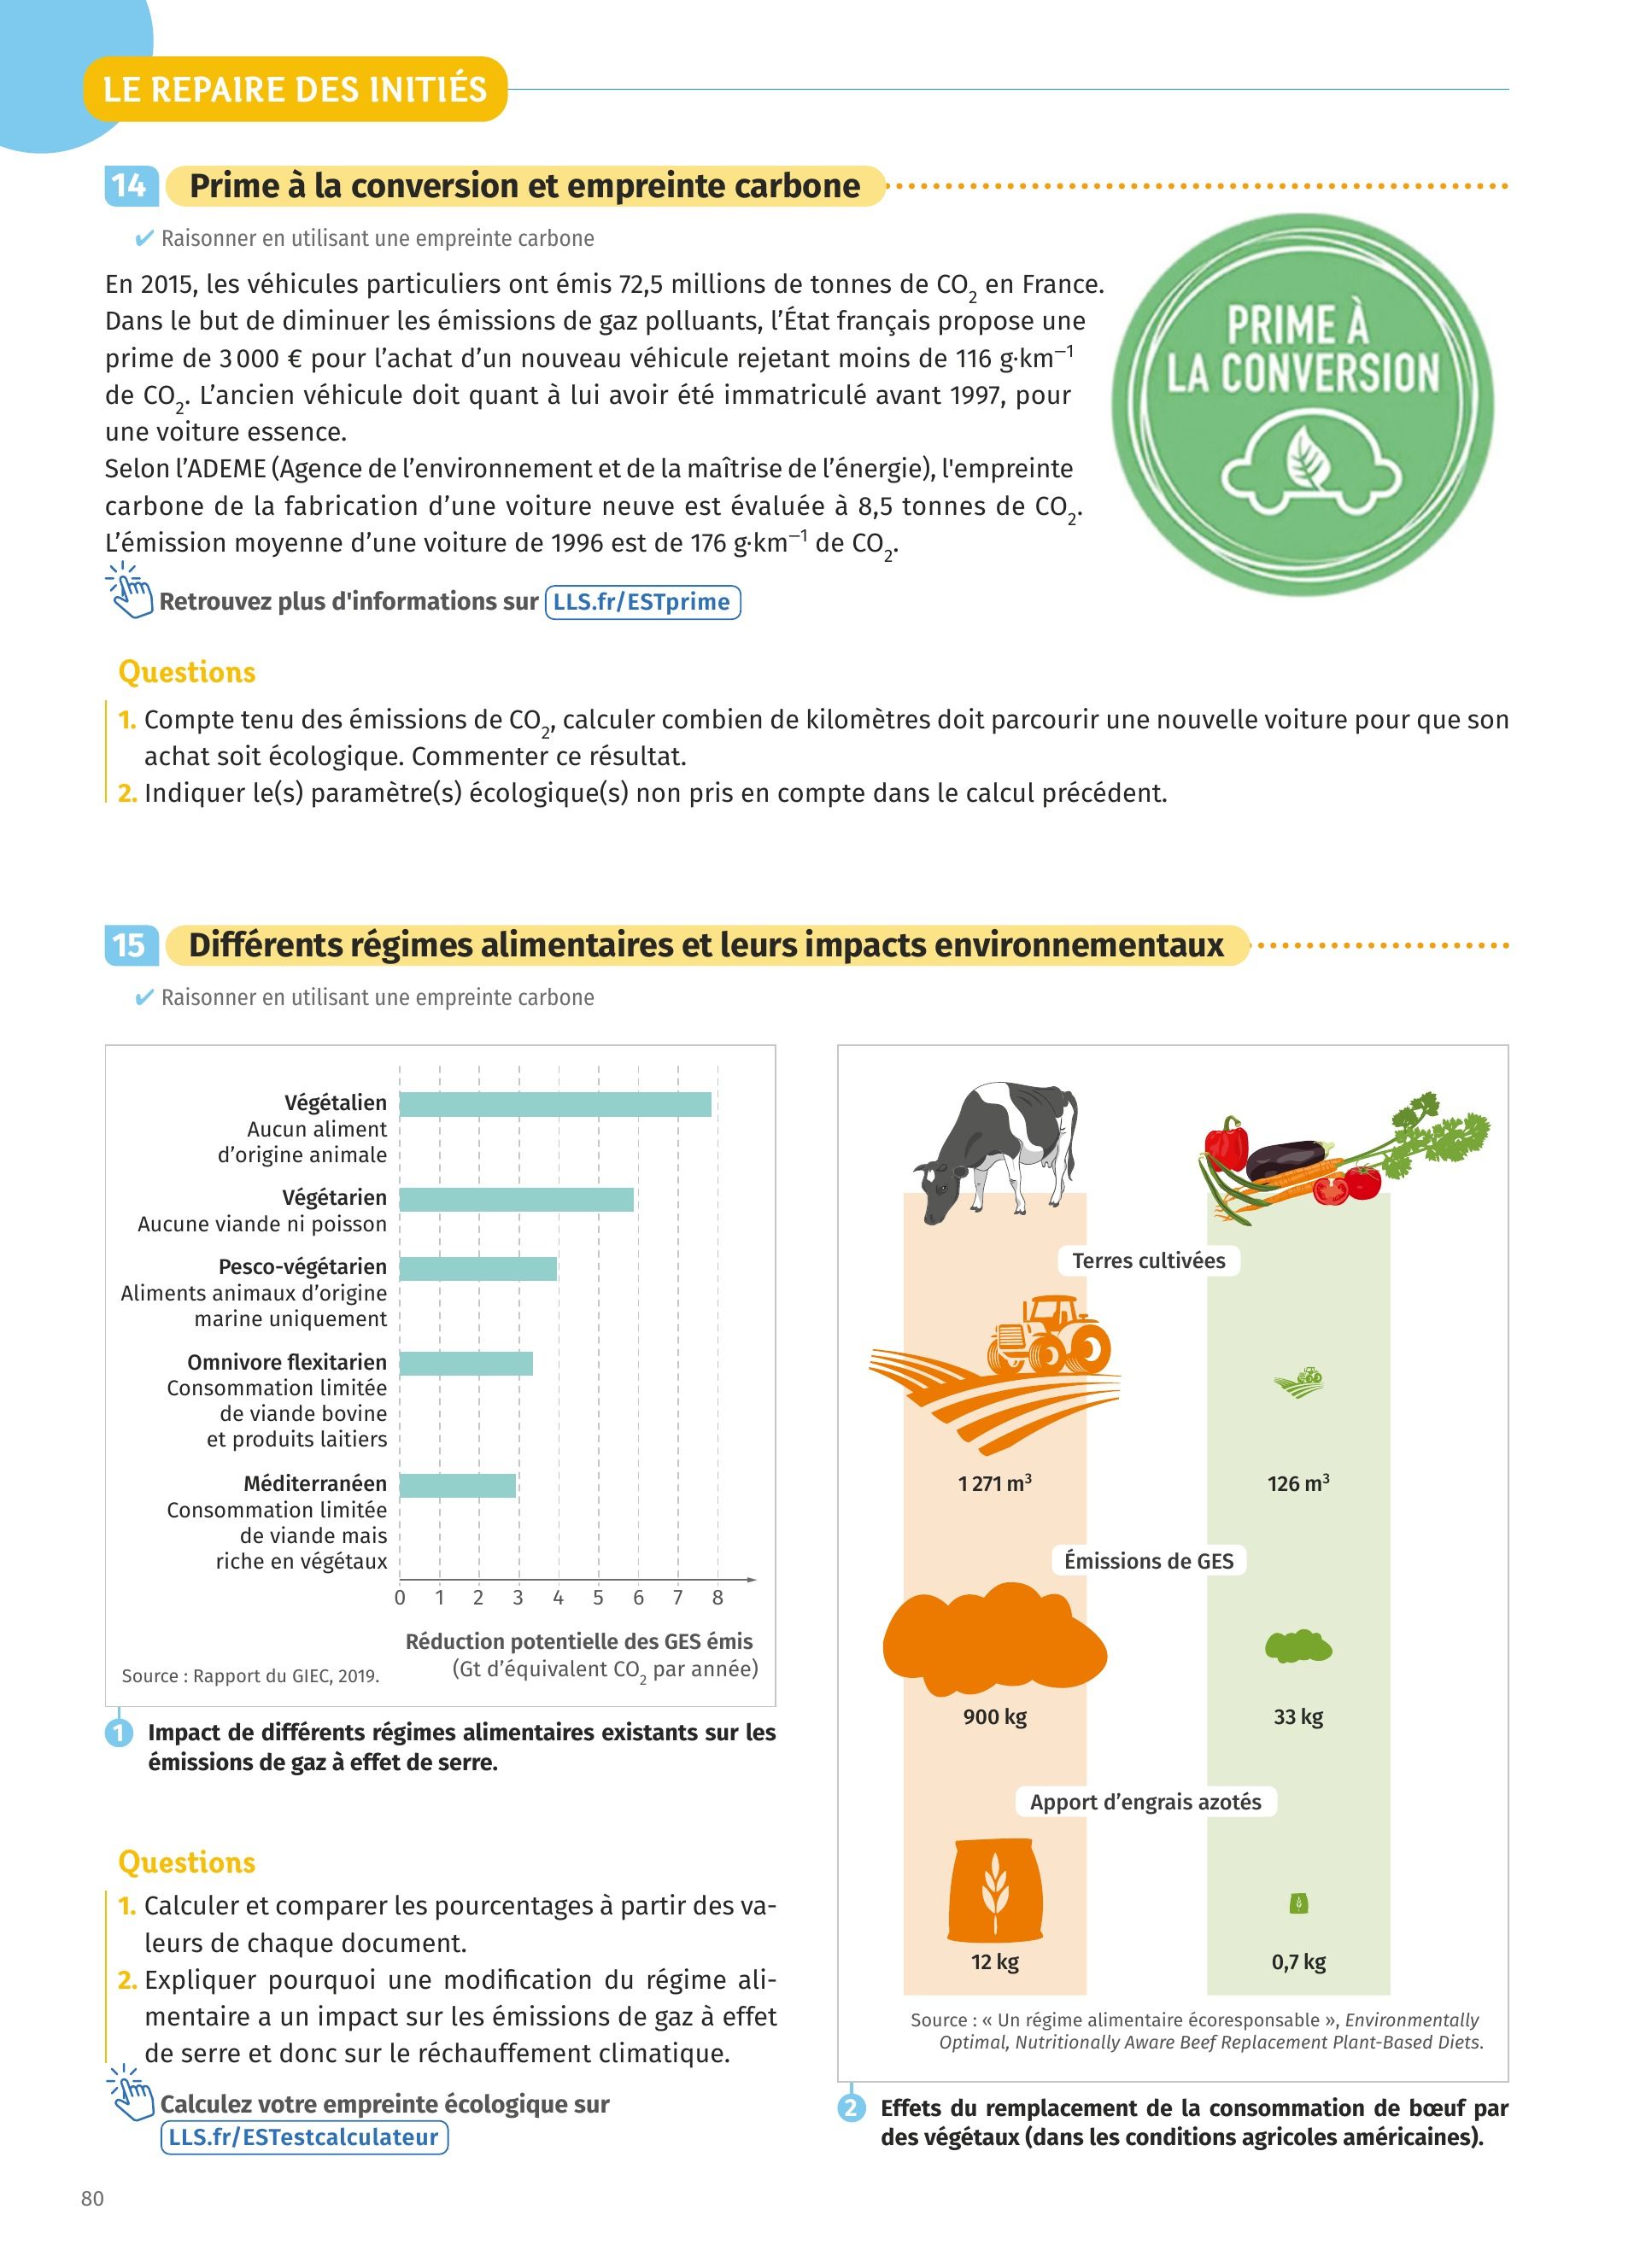 LE REPAIRE DES INITIÉS
14 Prime à la conversion et empreinte carbone
✔ Raisonner en utilisant une empreinte carbone
En 2015, les véhicules particuliers ont émis 72,5 millions de tonnes de CO₂ en France.
Dans le but de diminuer les émissions de gaz polluants, l’État français propose une
prime de 3 000 € pour l’achat d’un nouveau véhicule rejetant moins de 116 g·km⁻¹
de CO₂. L’ancien véhicule doit quant à lui avoir été immatriculé avant 1997, pour
une voiture essence.
Selon l’ADEME (Agence de l’environnement et de la maîtrise de l’énergie), l'empreinte
carbone de la fabrication d’une voiture neuve est évaluée à 8,5 tonnes de CO₂.
L’émission moyenne d’une voiture de 1996 est de 176 g·km⁻¹ de CO₂.
Retrouvez plus d'informations sur LLS.fr/ESTprime
PRIME À
LA CONVERSION
Questions
1. Compte tenu des émissions de CO₂, calculer combien de kilomètres doit parcourir une nouvelle voiture pour que son
achat soit écologique. Commenter ce résultat.
2. Indiquer le(s) paramètre(s) écologique(s) non pris en compte dans le calcul précédent.
15 Différents régimes alimentaires et leurs impacts environnementaux
✔ Raisonner en utilisant une empreinte carbone
Végétalien
Aucun aliment
d’origine animale
Végétarien
Aucune viande ni poisson
Pesco-végétarien
Aliments animaux d’origine
marine uniquement
Omnivore flexitarien
Consommation limitée
de viande bovine
et produits laitiers
Méditerranéen
Consommation limitée
de viande mais
riche en végétaux
0 1 2 3 4 5 6 7 8
Réduction potentielle des GES émis
(Gt d’équivalent CO₂ par année)
Source : Rapport du GIEC, 2019.
1 Impact de différents régimes alimentaires existants sur les
émissions de gaz à effet de serre.
Questions
1. Calculer et comparer les pourcentages à partir des va-
leurs de chaque document.
2. Expliquer pourquoi une modification du régime ali-
mentaire a un impact sur les émissions de gaz à effet
de serre et donc sur le réchauffement climatique.
Calculez votre empreinte écologique sur
LLS.fr/ESTestcalculateur
Terres cultivées
1 271 m³ 126 m³
Émissions de GES
900 kg 33 kg
Apport d’engrais azotés
12 kg 0,7 kg
Source : « Un régime alimentaire écoresponsable », Environmentally
Optimal, Nutritionally Aware Beef Replacement Plant-Based Diets.
2 Effets du remplacement de la consommation de bœuf par
des végétaux (dans les conditions agricoles américaines).
80